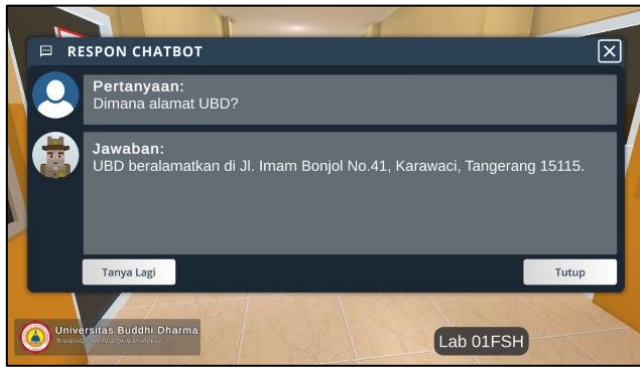 RESPON CHATBOT
Pertanyaan:
Dimana alamat UBD?
Jawaban:
UBD beralamatkan di Jl. Imam Bonjol No.41, Karawaci, Tangerang 15115.
Tanya Lagi
Tutup
Universitas Buddhi Dharma
Lab 01FSH